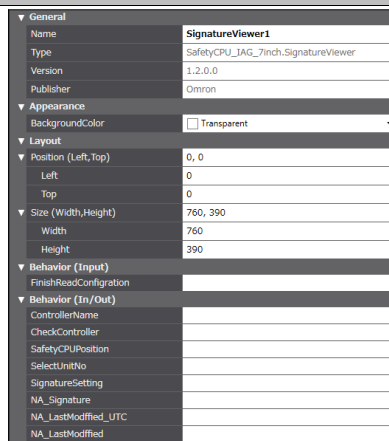 General
Name SignatureViewer1
Type SafetyCPU_IAG_7inch.SignatureViewer
Version 1.2.0.0
Publisher Omron
Appearance
BackgroundColor Transparent
Layout
Position (Left,Top) 0, 0
Left 0
Top 0
Size (Width,Height) 760, 390
Width 760
Height 390
Behavior (Input)
FinishReadConfigration
Behavior (In/Out)
ControllerName
CheckController
SafetyCPUPosition
SelectUnitNo
SignatureSetting
NA_Signature
NA_LastModffied_UTC
NA_LastModffied